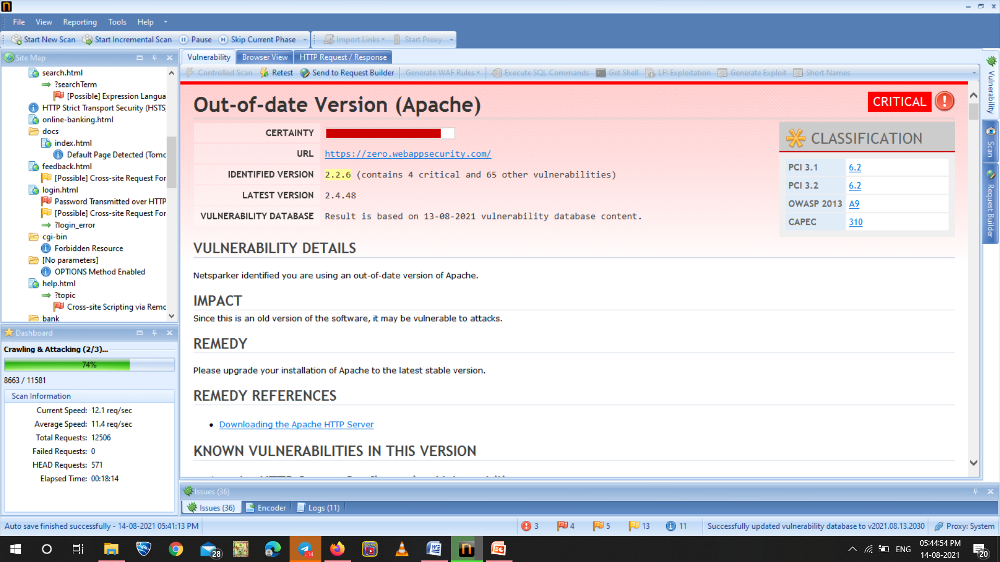 File View Reporting Tools Help
Start New Scan Start Incremental Scan Pause Skip Current Phase Import Links Start Proxy
Site Map
search.html
?searchTerm
[Possible] Expression Langua
HTTP Strict Transport Security (HSTS)
online-banking.html
docs
index.html
Default Page Detected (Tomc
feedback.html
[Possible] Cross-site Request For
login.html
Password Transmitted over HTTP
[Possible] Cross-site Request For
?login_error
cgi-bin
Forbidden Resource
[No parameters]
OPTIONS Method Enabled
help.html
?topic
Cross-site Scripting via Remo
bank
Dashboard
Crawling & Attacking (2/3)...
74%
8663 / 11581
Scan Information
Current Speed: 12.1 req/sec
Average Speed: 11.4 req/sec
Total Requests: 12506
Failed Requests: 0
HEAD Requests: 571
Elapsed Time: 00:18:14
Vulnerability Browser View HTTP Request / Response
Controlled Scan Retest Send to Request Builder Generate WAF Rules Execute SQL Commands Get Shell LFI Exploitation Generate Exploit Short Names
Out-of-date Version (Apache)
CRITICAL
CERTAINTY
URL https://zero.webappsecurity.com/
IDENTIFIED VERSION 2.2.6 (contains 4 critical and 65 other vulnerabilities)
LATEST VERSION 2.4.48
VULNERABILITY DATABASE Result is based on 13-08-2021 vulnerability database content.
CLASSIFICATION
PCI 3.1 6.2
PCI 3.2 6.2
OWASP 2013 A9
CAPEC 310
VULNERABILITY DETAILS
Netsparker identified you are using an out-of-date version of Apache.
IMPACT
Since this is an old version of the software, it may be vulnerable to attacks.
REMEDY
Please upgrade your installation of Apache to the latest stable version.
REMEDY REFERENCES
• Downloading the Apache HTTP Server
KNOWN VULNERABILITIES IN THIS VERSION
Vulnerability
Scan
Request Builder
Issues (36)
Issues (36) Encoder Logs (11)
Auto save finished successfully - 14-08-2021 05:41:13 PM
3 4 5 13 11
Successfully updated vulnerability database to v2021.08.13.2030
Proxy: System
28
..14
ENG
05:44:54 PM
14-08-2021
20